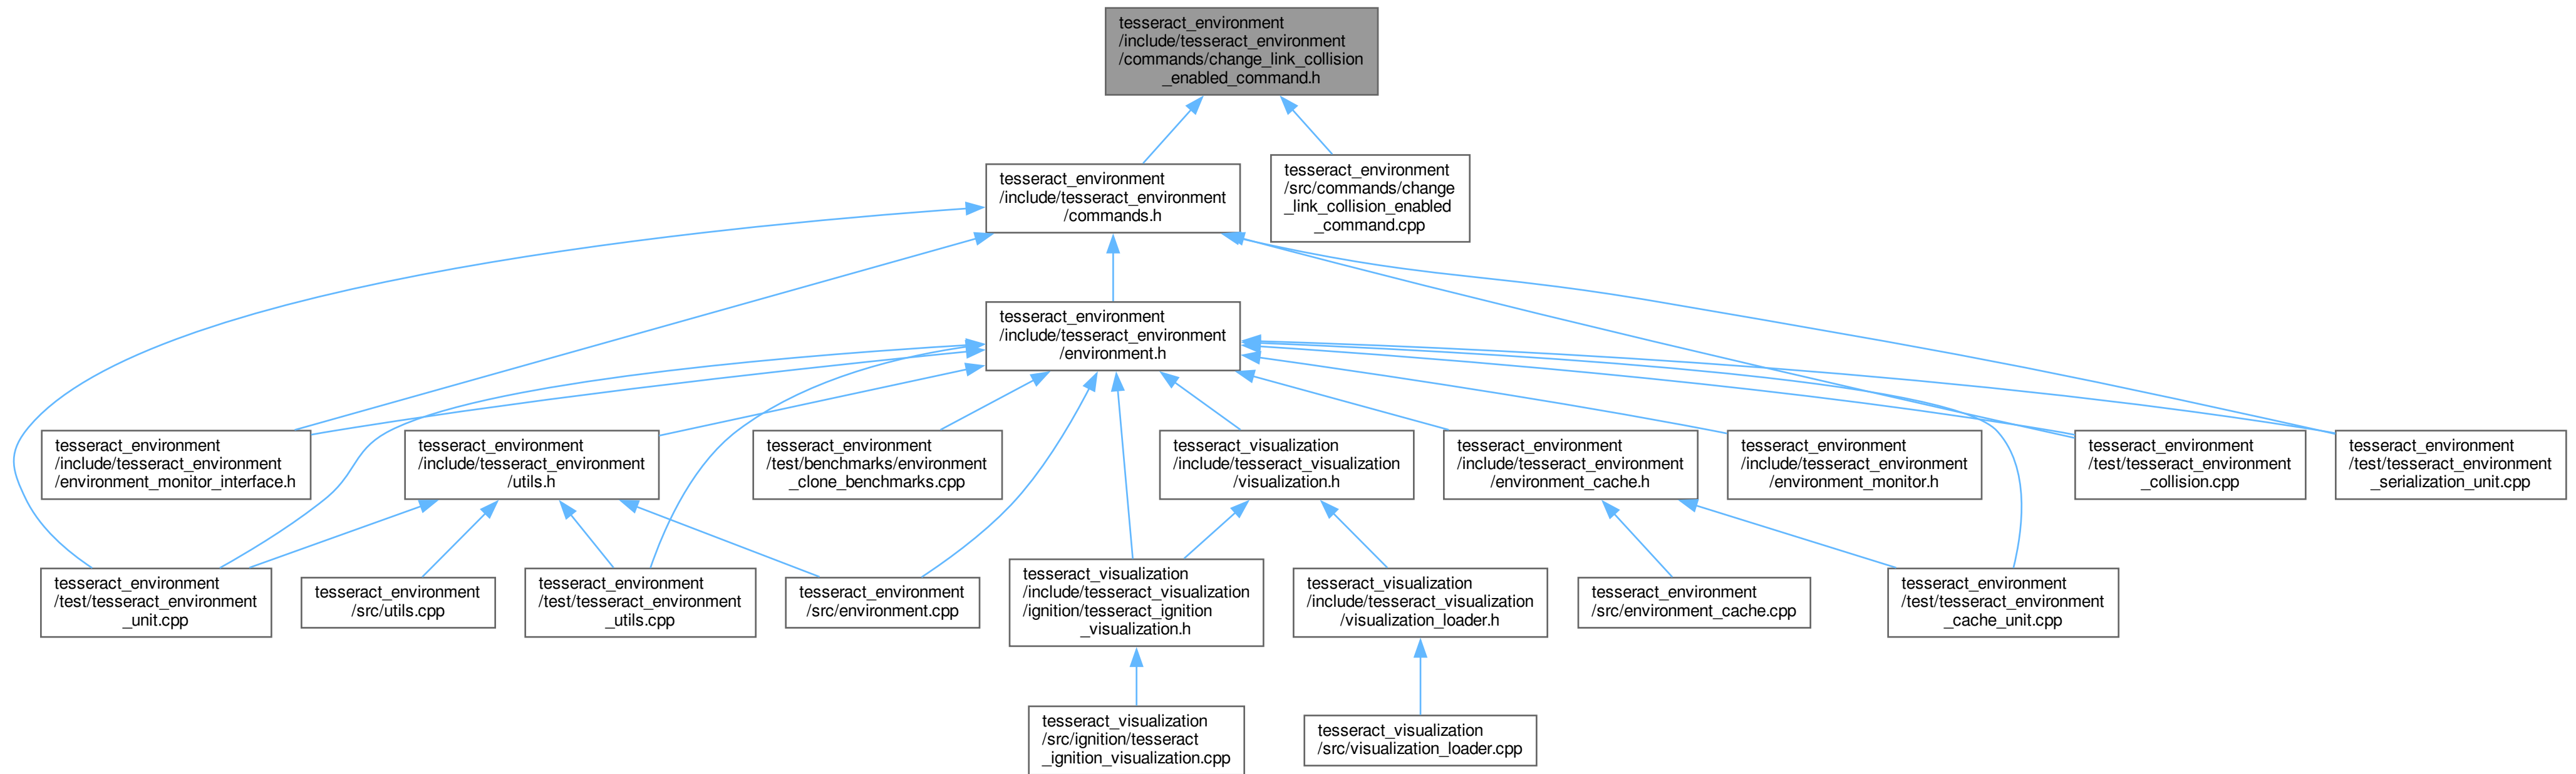 tesseract_environment
/include/tesseract_environment
/commands/change_link_collision
_enabled_command.h
tesseract_environment
/include/tesseract_environment
/commands.h
tesseract_environment
/src/commands/change
_link_collision_enabled
_command.cpp
tesseract_environment
/include/tesseract_environment
/environment.h
tesseract_environment
/include/tesseract_environment
/environment_monitor_interface.h
tesseract_environment
/include/tesseract_environment
/utils.h
tesseract_environment
/test/benchmarks/environment
_clone_benchmarks.cpp
tesseract_visualization
/include/tesseract_visualization
/visualization.h
tesseract_environment
/include/tesseract_environment
/environment_cache.h
tesseract_environment
/include/tesseract_environment
/environment_monitor.h
tesseract_environment
/test/tesseract_environment
_collision.cpp
tesseract_environment
/test/tesseract_environment
_serialization_unit.cpp
tesseract_environment
/test/tesseract_environment
_unit.cpp
tesseract_environment
/src/utils.cpp
tesseract_environment
/test/tesseract_environment
_utils.cpp
tesseract_environment
/src/environment.cpp
tesseract_visualization
/include/tesseract_visualization
/ignition/tesseract_ignition
_visualization.h
tesseract_visualization
/include/tesseract_visualization
/visualization_loader.h
tesseract_environment
/src/environment_cache.cpp
tesseract_environment
/test/tesseract_environment
_cache_unit.cpp
tesseract_visualization
/src/ignition/tesseract
_ignition_visualization.cpp
tesseract_visualization
/src/visualization_loader.cpp